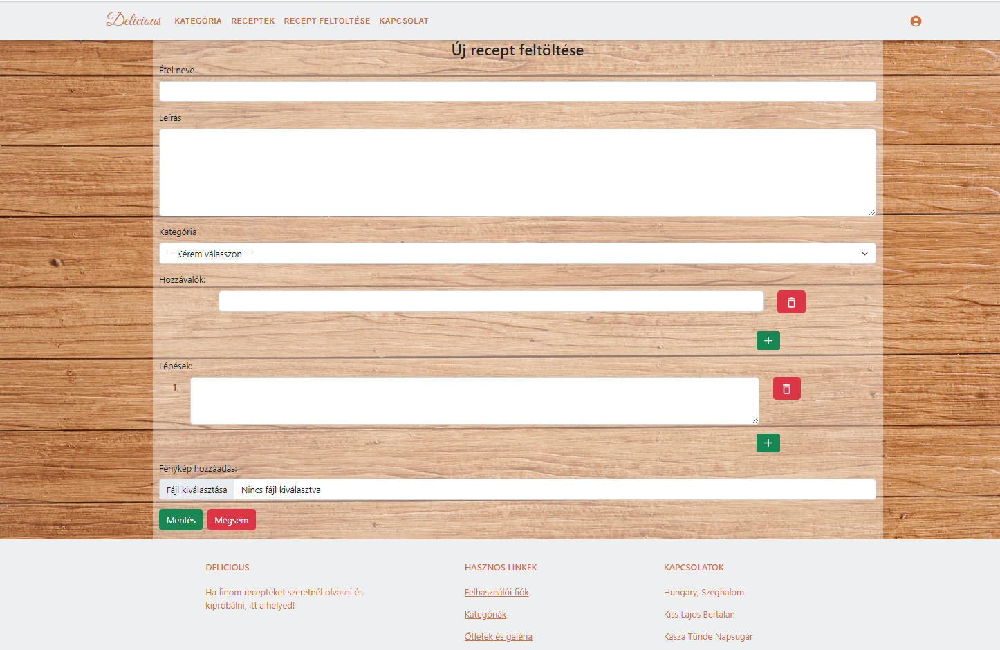 Delicious KATEGÓRIA RECEPTEK RECEPT FELTÖLTÉSE KAPCSOLAT
Új recept feltöltése
Étel neve
Leírás
Kategória
---Kérem válasszon---
Hozzávalók:
Lépések:
1.
Fénykép hozzáadás:
Fájl kiválasztása Nincs fájl kiválasztva
Mentés Mégsem
DELICIOUS
Ha finom recepteket szeretnél olvasni és
kipróbálni, itt a helyed!
HASZNOS LINKEK
Felhasználói fiók
Kategóriák
Ötletek és galéria
KAPCSOLATOK
Hungary, Szeghalom
Kiss Lajos Bertalan
Kasza Tünde Napsugár